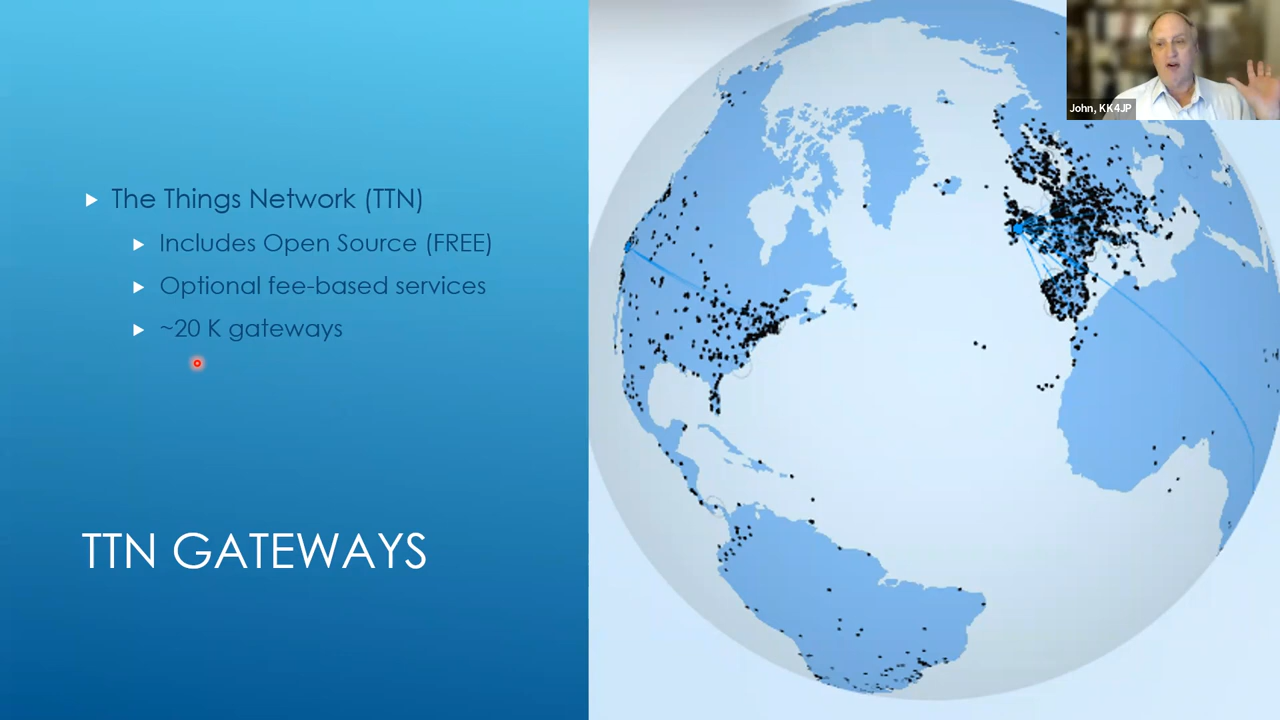 The Things Network (TTN)
Includes Open Source (FREE)
Optional fee-based services
~20 K gateways
TTN GATEWAYS
John, KK4JP